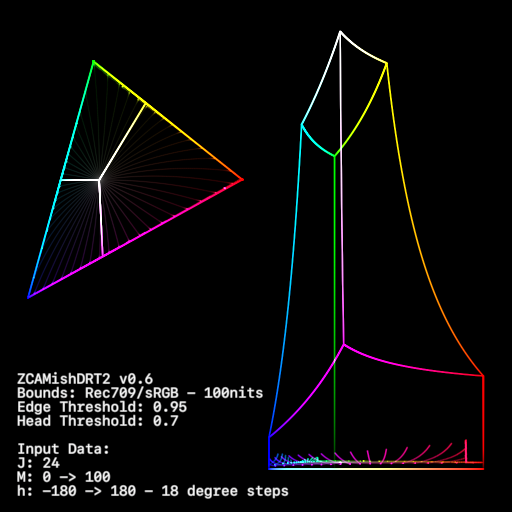 ZCAMishDRT2 v0.6
Bounds: Rec709/sRGB - 100nits
Edge Threshold: 0.95
Head Threshold: 0.7
Input Data:
J: 24
M: 0 -> 100
h: -180 -> 180 - 18 degree steps